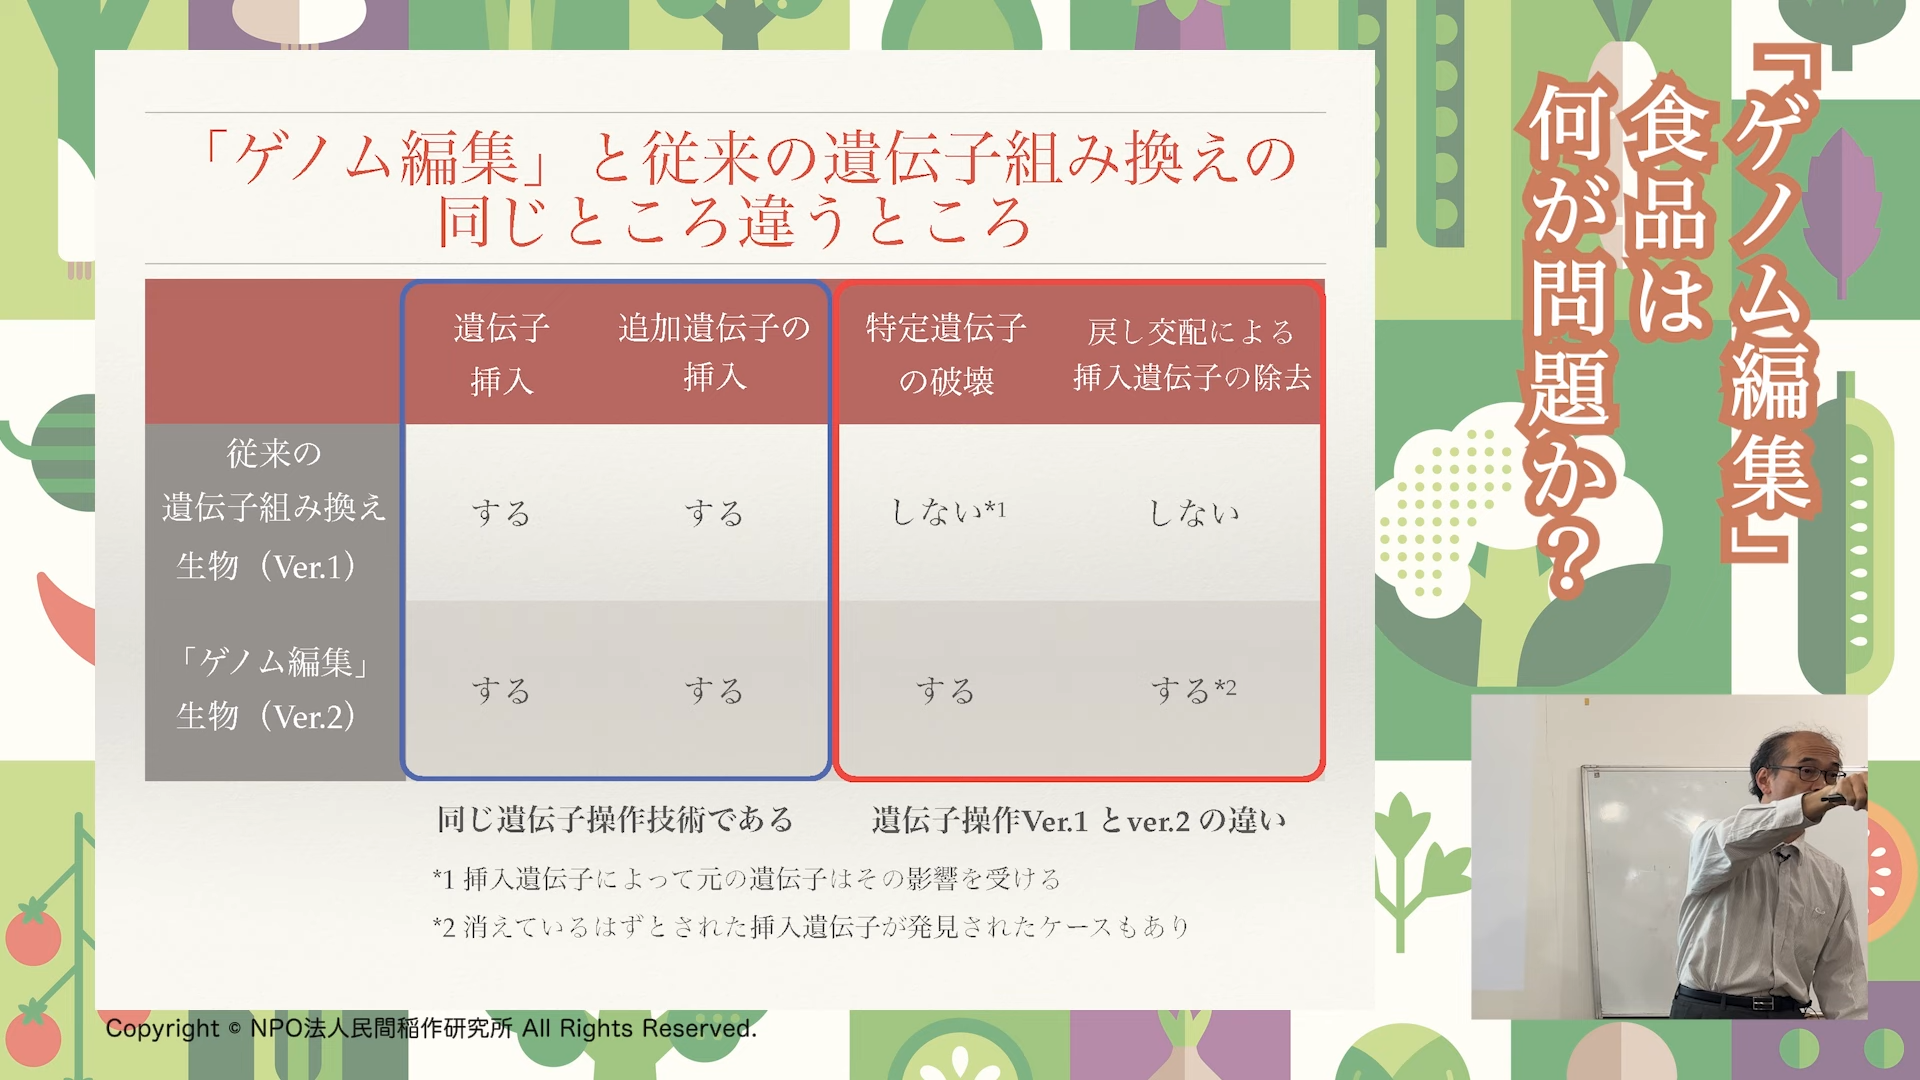 「ゲノム編集」と従来の遺伝子組み換えの
同じところ違うところ
遺伝子
挿入
追加遺伝子の
挿入
特定遺伝子
の破壊
戻し交配による
挿入遺伝子の除去
従来の
遺伝子組み換え
生物（Ver.1）
する
する
しない*1
しない
「ゲノム編集」
生物（Ver.2）
する
する
する
する*2
同じ遺伝子操作技術である
遺伝子操作Ver.1 とver.2 の違い
*1 挿入遺伝子によって元の遺伝子はその影響を受ける
*2 消えているはずとされた挿入遺伝子が発見されたケースもあり
『ゲノム編集』
食品は
何が問題か?
Copyright © NPO法人民間稲作研究所 All Rights Reserved.